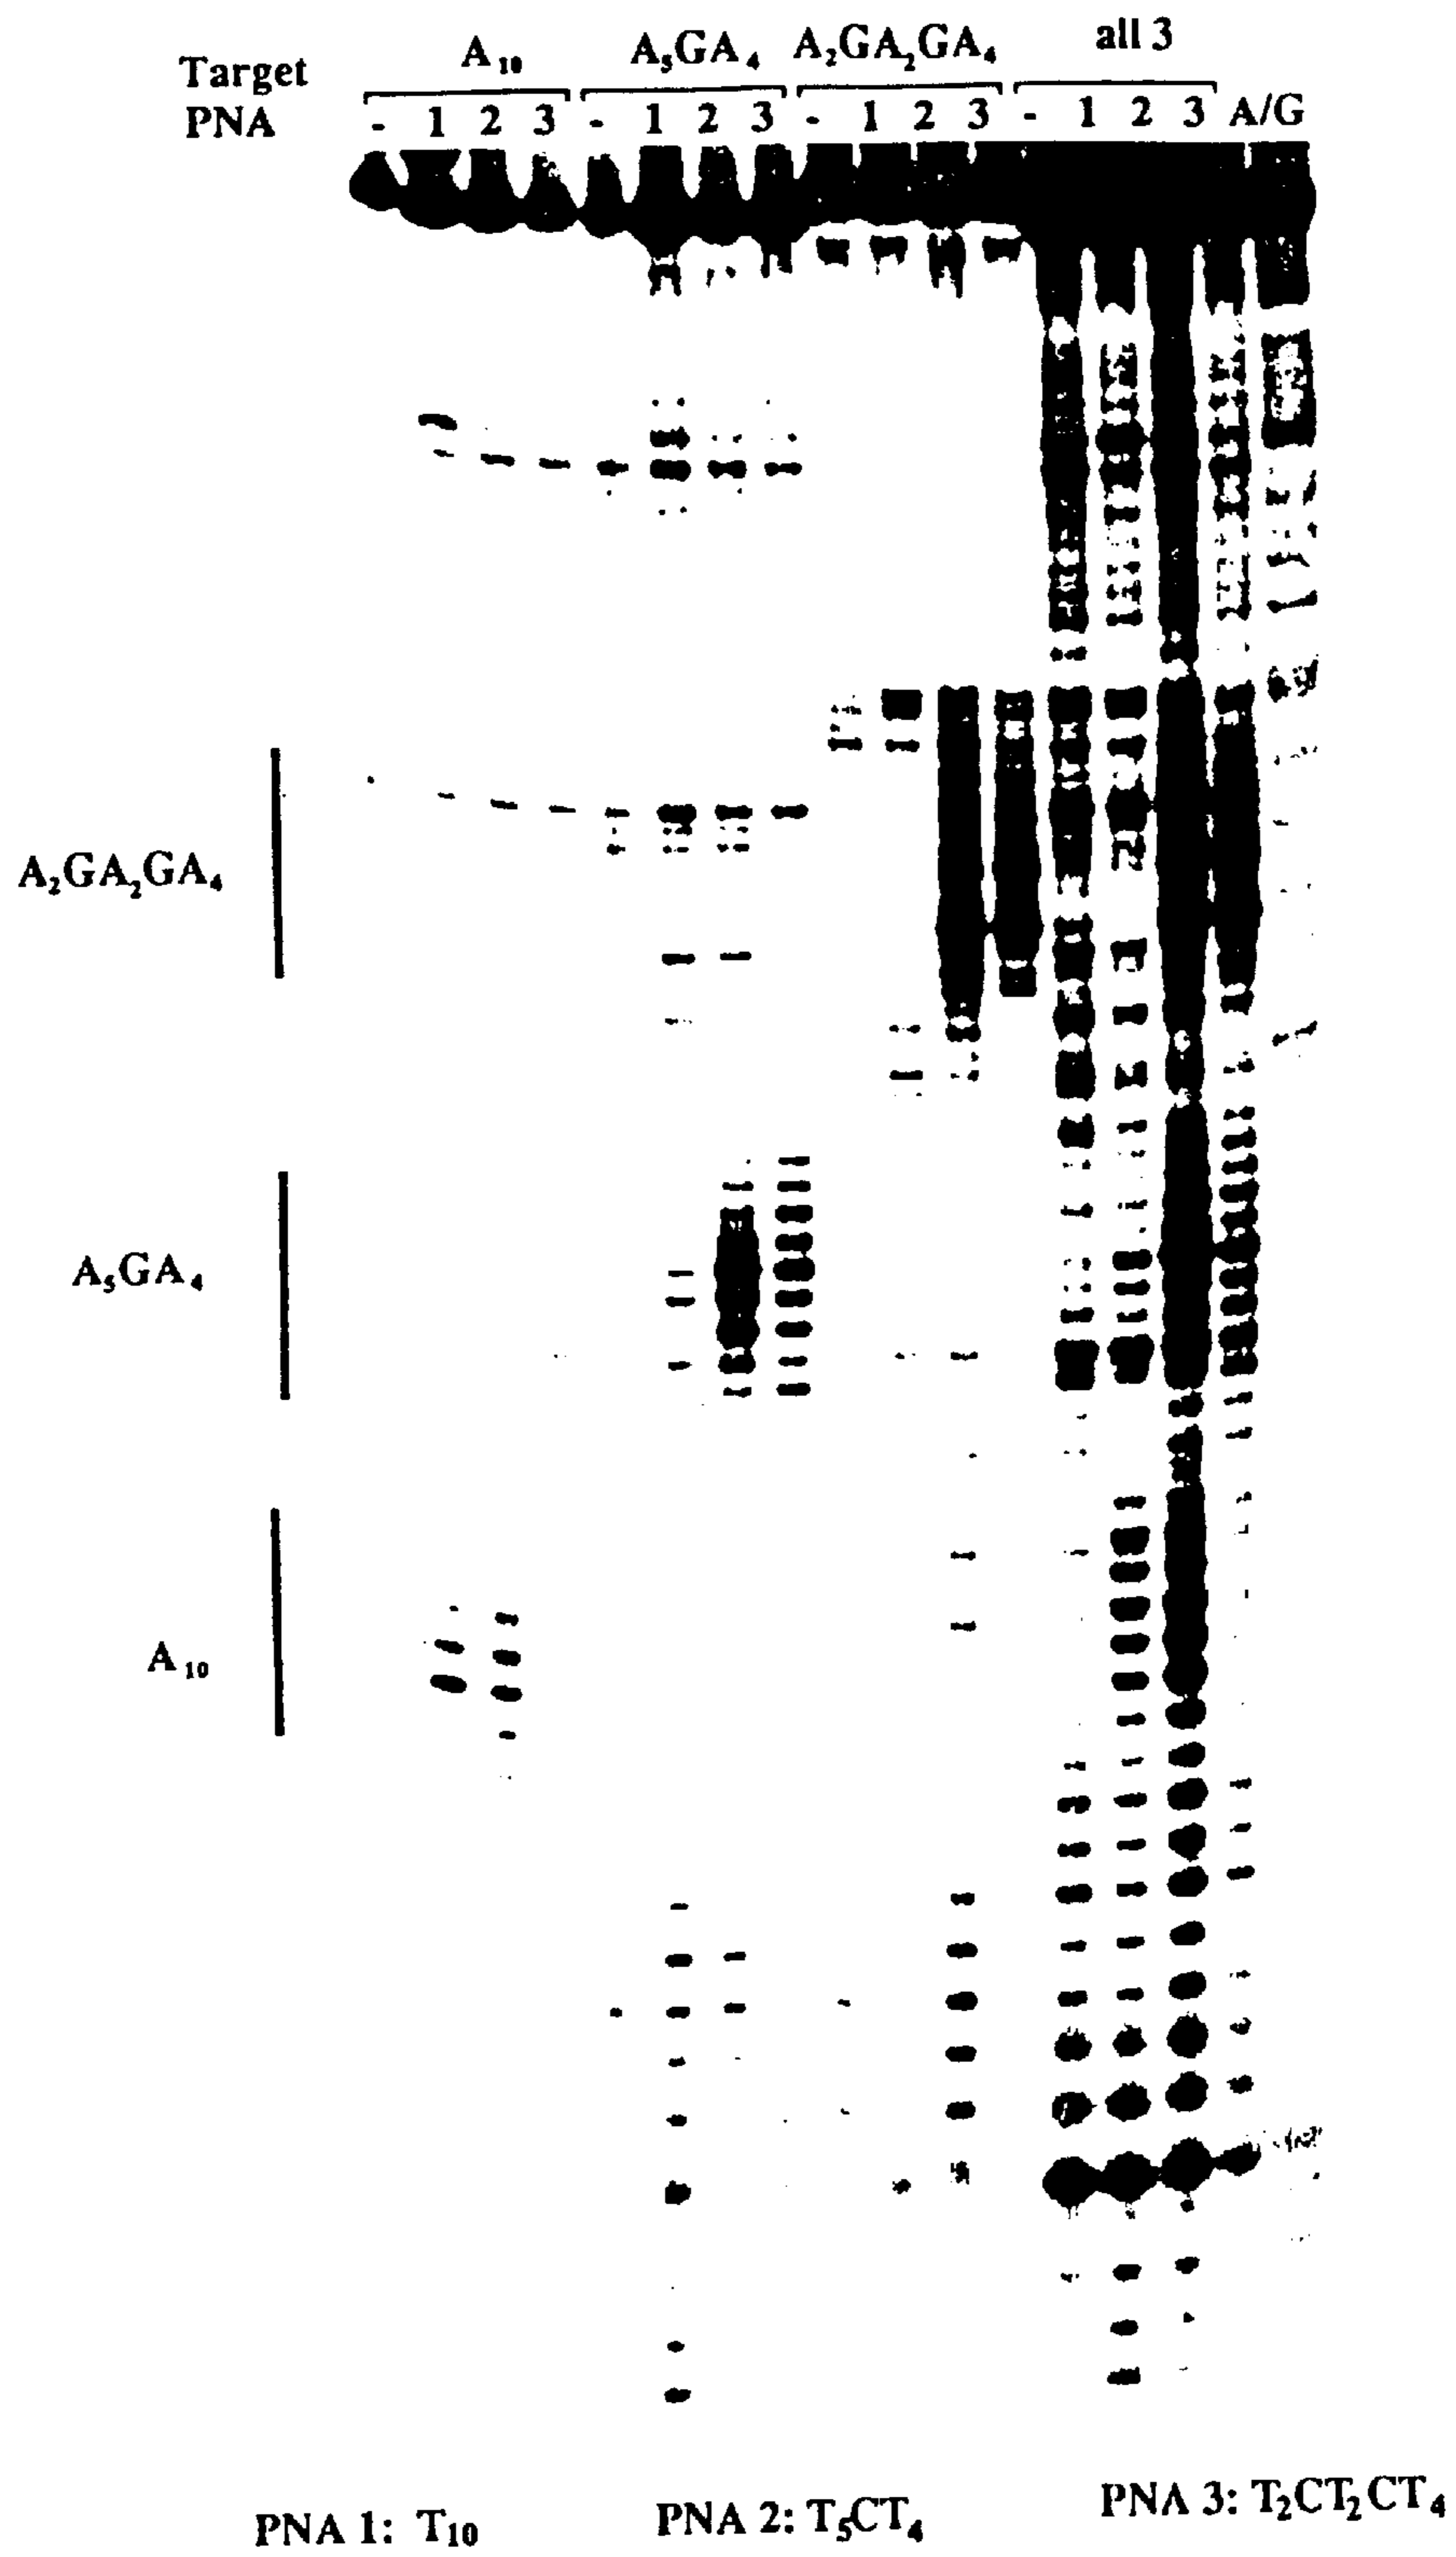 Target A₁₀ A₅GA₄ A₂GA₂GA₄ all 3
PNA - 1 2 3 - 1 2 3 - 1 2 3 - 1 2 3 A/G
A₂GA₂GA₄
A₅GA₄
A₁₀
PNA 1: T₁₀ PNA 2: T₅CT₄ PNA 3: T₂CT₂CT₄